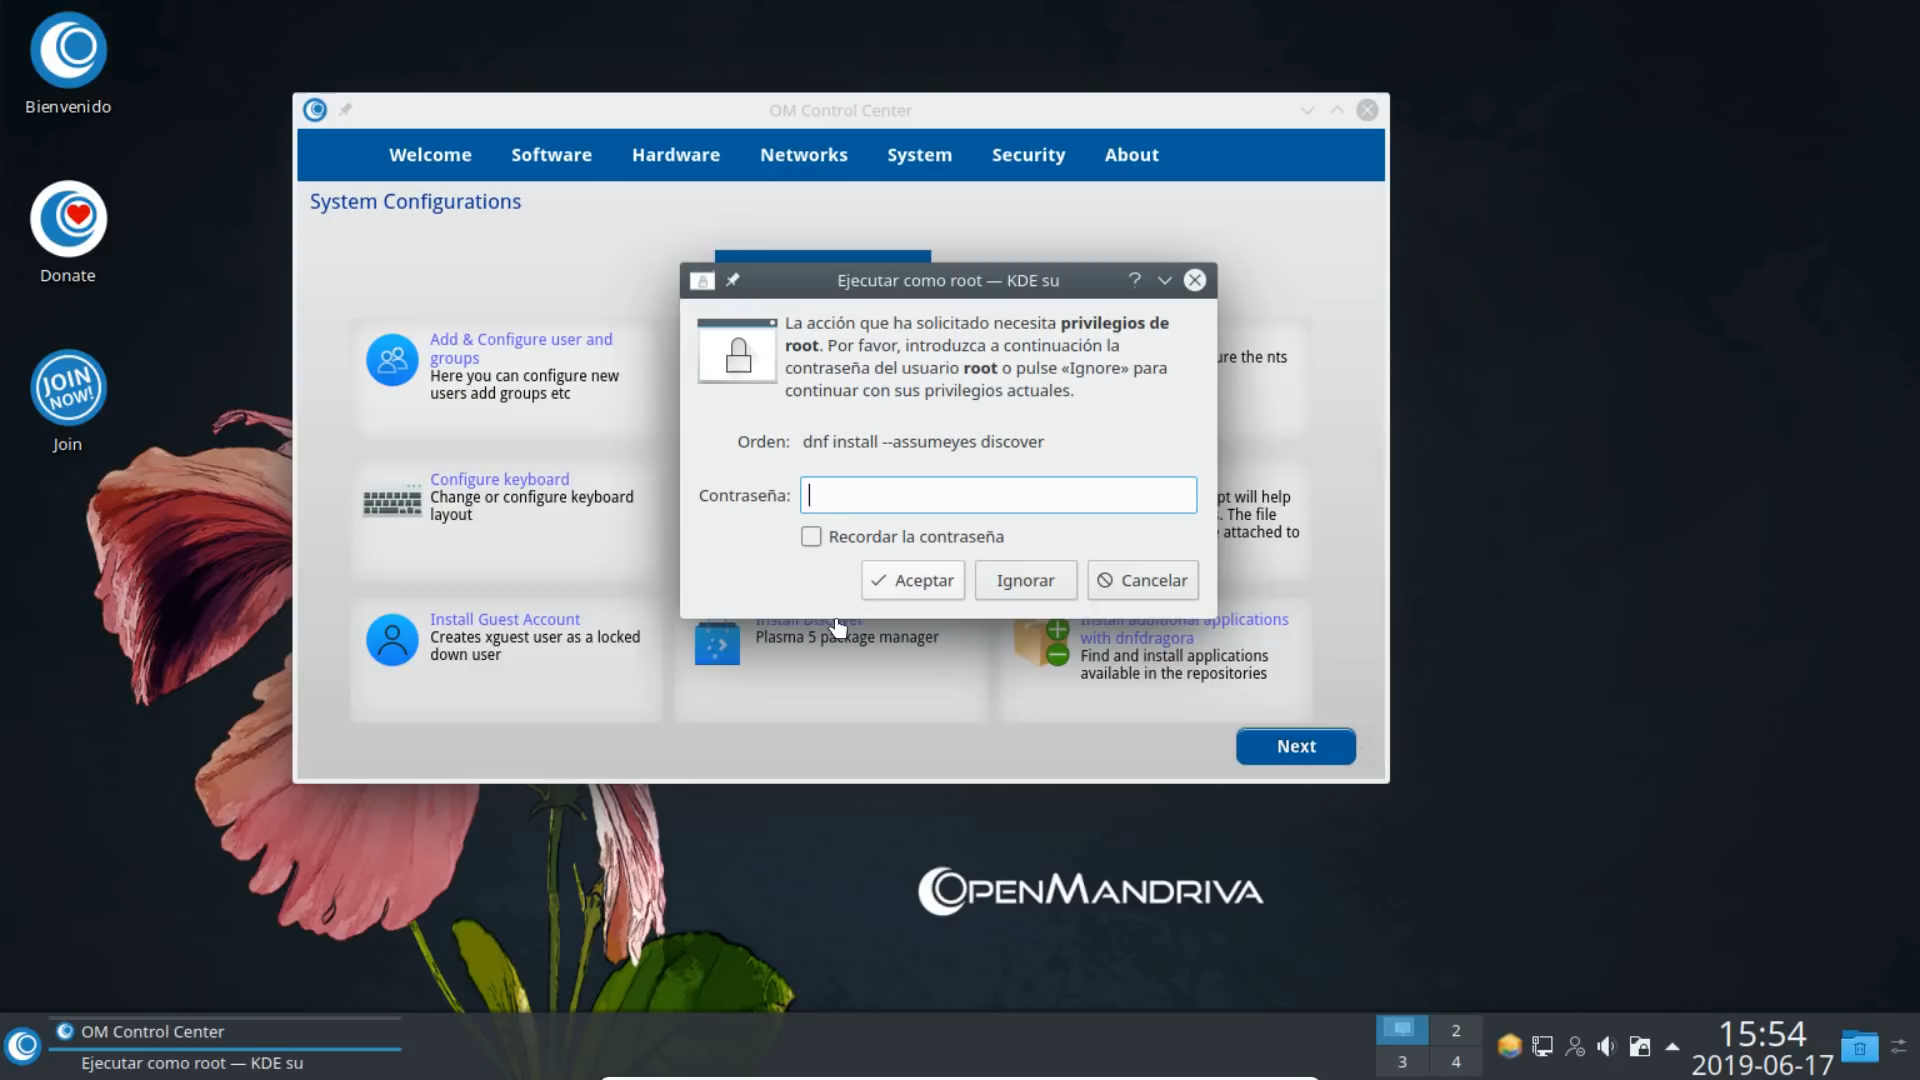 Bienvenido
Donate
JOIN NOW!
Join
OM Control Center
Welcome Software Hardware Networks System Security About
System Configurations
Add & Configure user and
groups
Here you can configure new
users add groups etc
Configure keyboard
Change or configure keyboard
layout
Install Guest Account
Creates xguest user as a locked
down user
Ejecutar como root — KDE su
La acción que ha solicitado necesita privilegios de
root. Por favor, introduzca a continuación la
contraseña del usuario root o pulse «Ignore» para
continuar con sus privilegios actuales.
Orden: dnf install --assumeyes discover
Contraseña:
Recordar la contraseña
Aceptar Ignorar Cancelar
ure the nts
pt will help
. The file
attached to
Install Discover
Plasma 5 package manager
Install additional applications
with dnfdragora
Find and install applications
available in the repositories
Next
OPENMANDRIVA
OM Control Center
Ejecutar como root — KDE su
2
3 4
15:54
2019-06-17